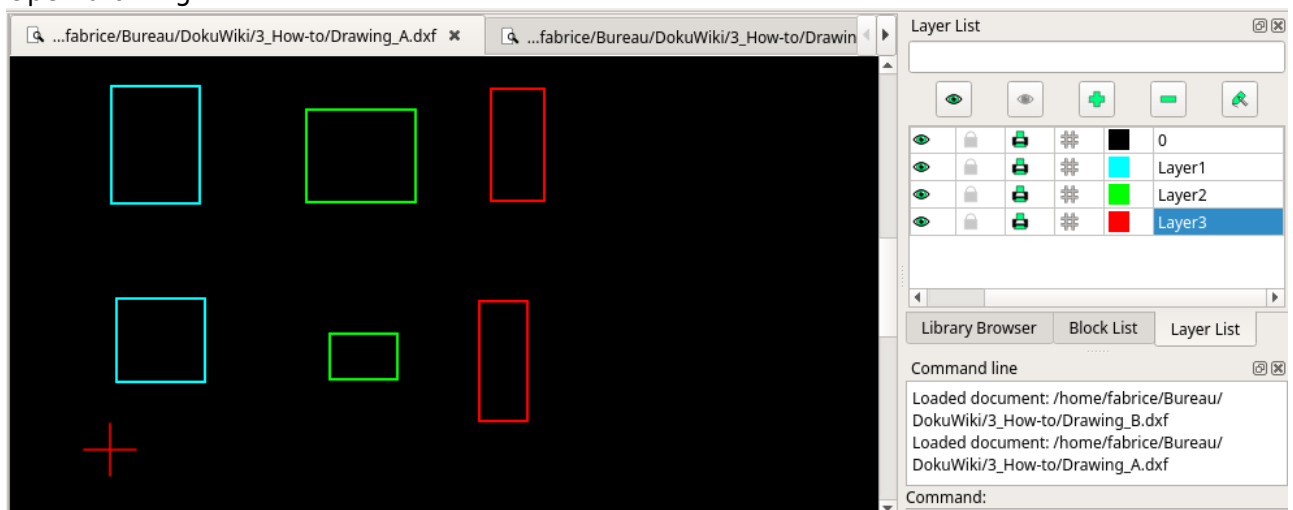 ...fabrice/Bureau/DokuWiki/3_How-to/Drawing_A.dxf
...fabrice/Bureau/DokuWiki/3_How-to/Drawin
Layer List
0
Layer1
Layer2
Layer3
Library Browser
Block List
Layer List
Command line
Loaded document: /home/fabrice/Bureau/
DokuWiki/3_How-to/Drawing_B.dxf
Loaded document: /home/fabrice/Bureau/
DokuWiki/3_How-to/Drawing_A.dxf
Command: